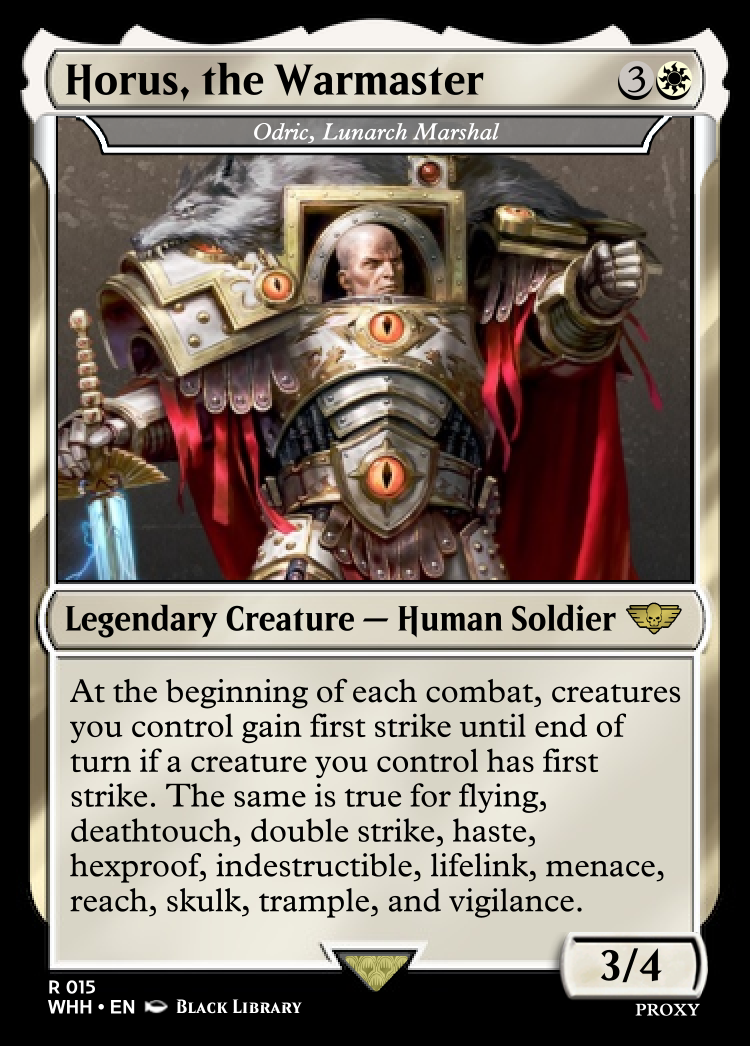 Horus, the Warmaster 3
Odric, Lunarch Marshal
Legendary Creature — Human Soldier
At the beginning of each combat, creatures
you control gain first strike until end of
turn if a creature you control has first
strike. The same is true for flying,
deathtouch, double strike, haste,
hexproof, indestructible, lifelink, menace,
reach, skulk, trample, and vigilance.
3/4
R 015
WHH • EN BLACK LIBRARY
PROXY